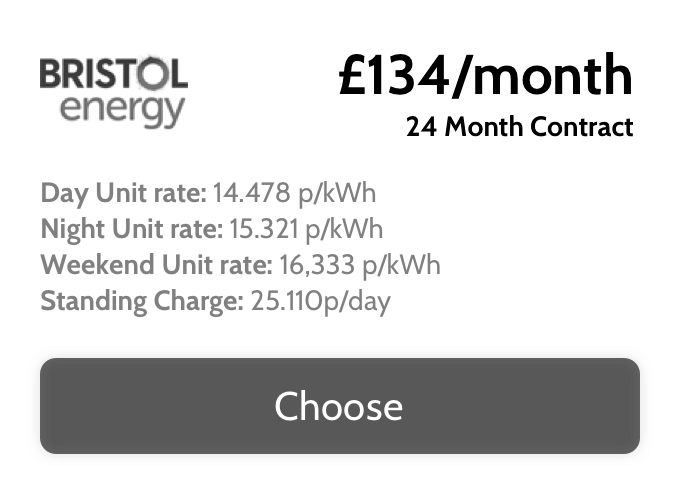 BRISTOL
energy
£134/month
24 Month Contract
Day Unit rate: 14.478 p/kWh
Night Unit rate: 15.321 p/kWh
Weekend Unit rate: 16,333 p/kWh
Standing Charge: 25.110p/day
Choose